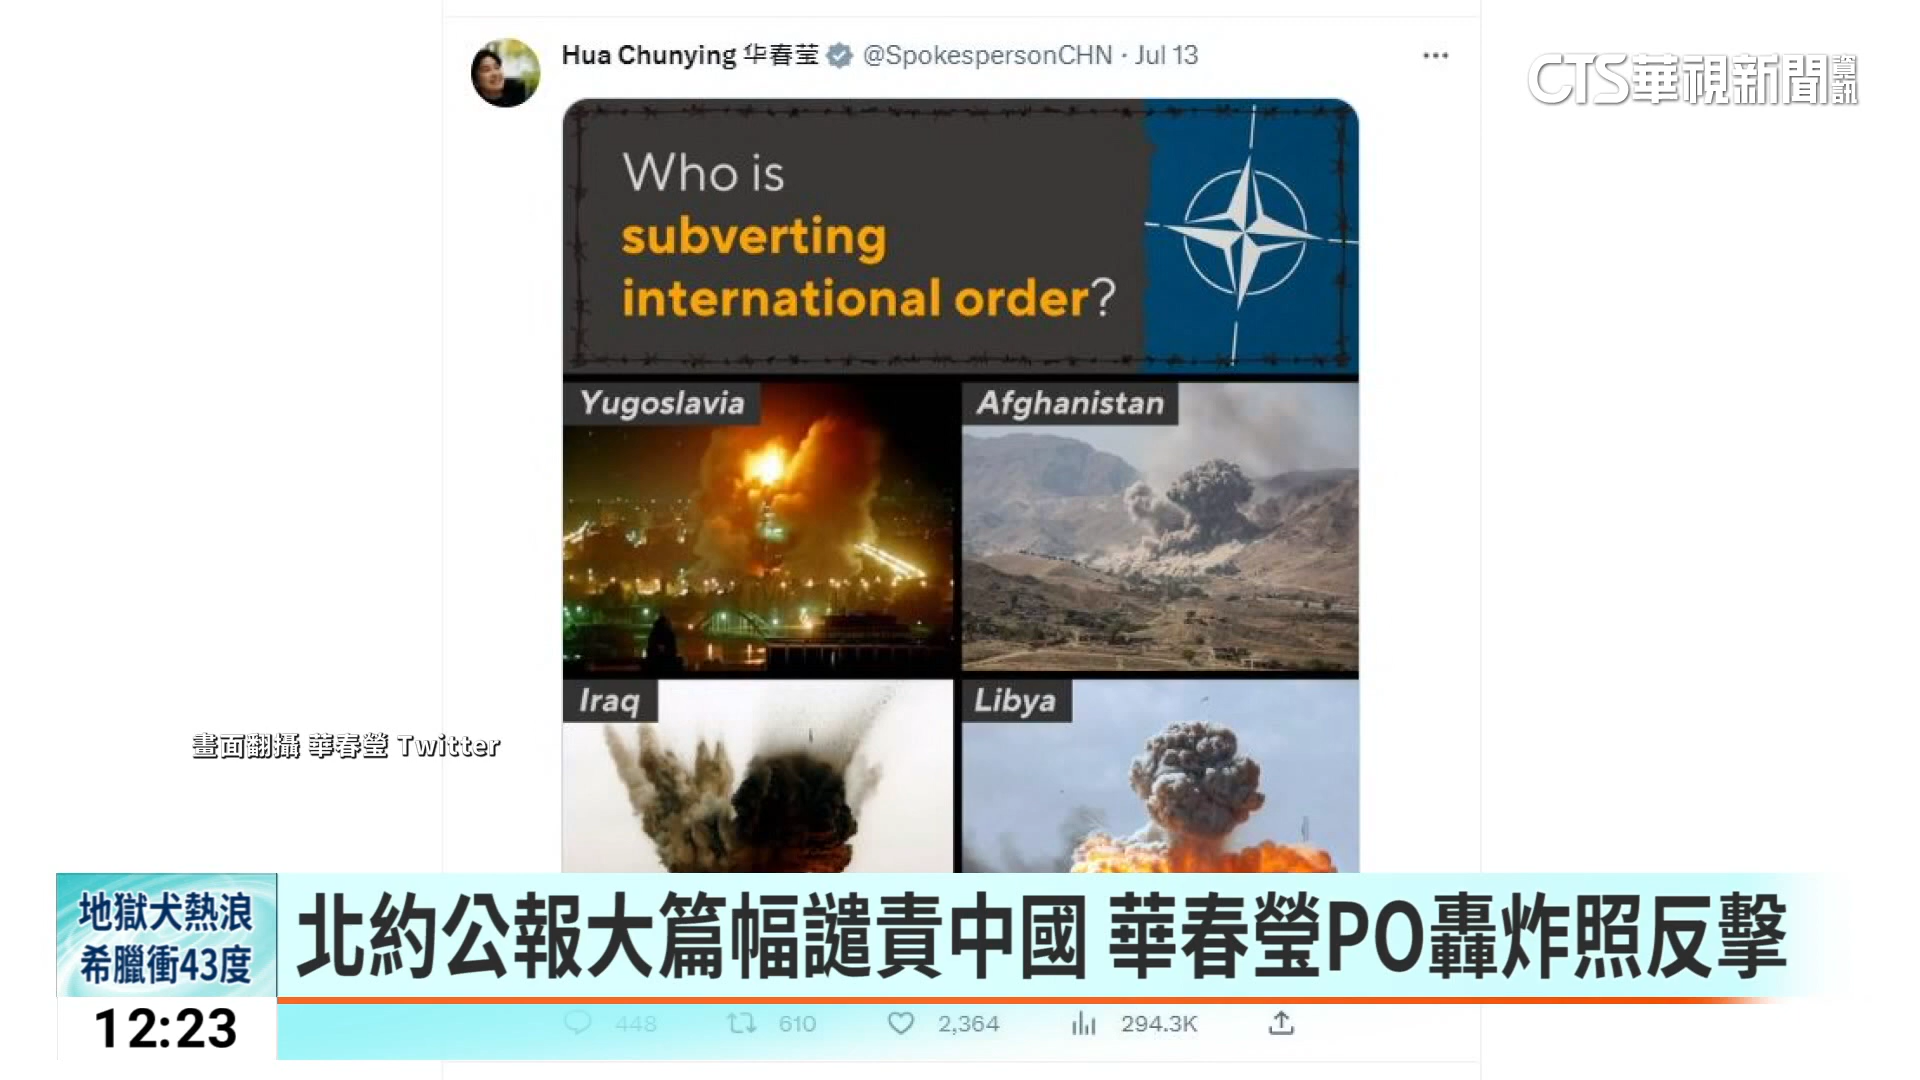 Hua Chunying 华春莹 @SpokespersonCHN · Jul 13
CTS華視新聞資訊
Who is
subverting
international order?
Yugoslavia
Afghanistan
Iraq
Libya
畫面翻攝 華春瑩 Twitter
地獄犬熱浪
希臘衝43度
北約公報大篇幅譴責中國 華春瑩PO轟炸照反擊
12:23
448 610 2,364 294.3K